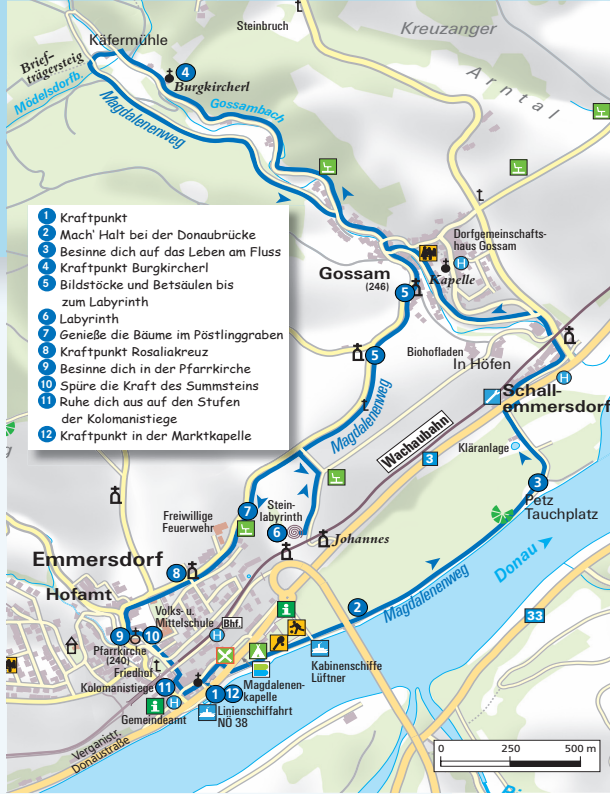 Steinbruch
Kreuzanger
Käfermühle
Brief-
trägersteig
Mödelsdorfb.
4
Burgkircherl
Arntal
Gossambach
Magdalenenweg
1 Kraftpunkt
2 Mach' Halt bei der Donaubrücke
3 Besinne dich auf das Leben am Fluss
4 Kraftpunkt Burgkircherl
5 Bildstöcke und Betsäulen bis
zum Labyrinth
6 Labyrinth
7 Genieße die Bäume im Pöstlinggraben
8 Kraftpunkt Rosaliakreuz
9 Besinne dich in der Pfarrkirche
10 Spüre die Kraft des Summsteins
11 Ruhe dich aus auf den Stufen
der Kolomanistiege
12 Kraftpunkt in der Marktkapelle
Dorfgemeinschafts-
haus Gossam
H
Kapelle
Gossam
(246)
5
5
Biohofladen
In Höfen
H
Schall-
emmersdorf
Magdalenenweg
Wachaubahn
3
Kläranlage
3
Petz
Tauchplatz
7
Freiwillige
Feuerwehr
Stein-
labyrinth
6
Johannes
Donau
Emmersdorf
8
Hofamt
Volks- u.
Mittelschule
Bhf.
H
i
2
Magdalenenweg
33
9
10
Pfarrkirche
(240)
Friedhof
Kolomanistiege
11
H
i
Gemeindeamt
1
12
Magdalenen-
kapelle
Linienschiffahrt
NÖ 38
Kabinenschiffe
Lüftner
Verganistr.
Donaustraße
0 250 500 m